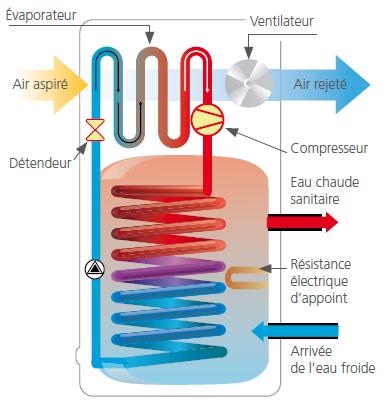 Évaporateur
Ventilateur
Air aspiré
Air rejeté
Détendeur
Compresseur
Eau chaude
sanitaire
Résistance
électrique
d'appoint
Arrivée
de l'eau froide